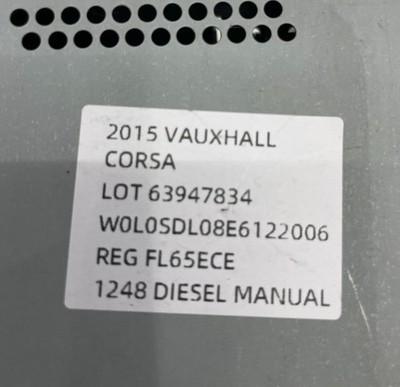 2015 VAUXHALL
CORSA
LOT 63947834
W0L0SDL08E6122006
REG FL65ECE
1248 DIESEL MANUAL